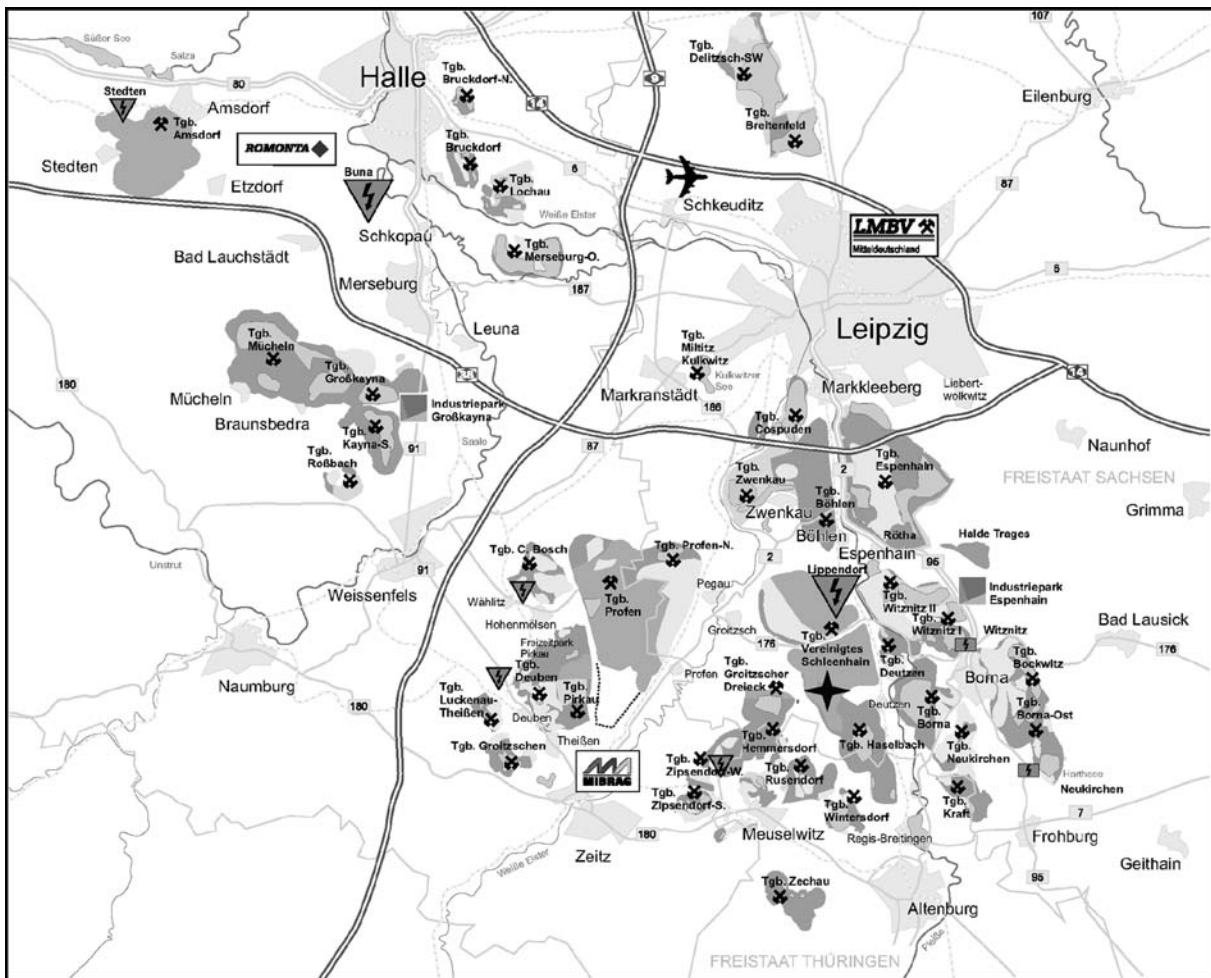 107
Süßer See
Salza
Halle
Tgb.
Bruckdorf-N.
9
14
Tgb.
Delitzsch-SW
80
Stedten
Amsdorf
Tgb.
Amsdorf
Eilenburg
Tgb.
Breitenfeld
ROMONTA
Stedten
Etzdorf
Buna
Tgb.
Bruckdorf
6
Tgb.
Lochau
87
Schkeuditz
Weiße Elster
Schkopau
LMBV
Mitteldeutschland
Bad Lauchstädt
Tgb.
Merseburg-O.
Merseburg
187
6
Leuna
Leipzig
Tgb.
Mücheln
Tgb.
Großkayna
Tgb.
Miltitz
Kulkwitz
Kulkwitzer
See
38
14
180
Mücheln
Markkleeberg
Liebert-
wolkwitz
Markranstädt
186
Industriepark
Großkayna
Braunsbedra
Tgb.
Kayna-S.
Tgb.
Cospuden
91
Saale
87
Naunhof
Tgb.
Roßbach
Tgb.
Zwenkau
2
Tgb.
Espenhain
FREISTAAT SACHSEN
Tgb.
Böhlen
Zwenkau
Böhlen
Rötha
Grimma
Halde Trages
Espenhain
Unstrut
91
Tgb. C. Bosch
Tgb. Profen-N.
2
95
Lippendorf
Weissenfels
Wählitz
Tgb.
Profen
Pegau
Tgb.
Witznitz II
Industriepark
Espenhain
Hohenmölsen
Groitzsch
176
Tgb.
Vereinigtes
Schleenhain
Tgb.
Witznitz I
Witznitz
Bad Lausick
176
Freizeitpark
Pirkau
Profen
Tgb.
Groitzscher
Dreieck
Tgb.
Deutzen
Tgb.
Bockwitz
Naumburg
180
Tgb.
Deuben
Borna
Tgb.
Luckenau-
Theißen
Tgb.
Pirkau
Deutzen
Tgb.
Borna
Tgb.
Borna-Ost
Deuben
Theißen
Tgb. Groitzschen
Tgb.
Hemmersdorf
Tgb. Haselbach
Tgb.
Neukirchen
MIBRAG
Tgb.
Zipsendorf-W.
Tgb.
Rusendorf
Harthsee
Neukirchen
Tgb.
Zipsendorf-S.
Tgb.
Wintersdorf
Tgb.
Kraft
7
180
Meuselwitz
Regis-Breitingen
Frohburg
Zeitz
Weiße Elster
Geithain
95
Tgb. Zechau
Altenburg
Pleiße
FREISTAAT THÜRINGEN